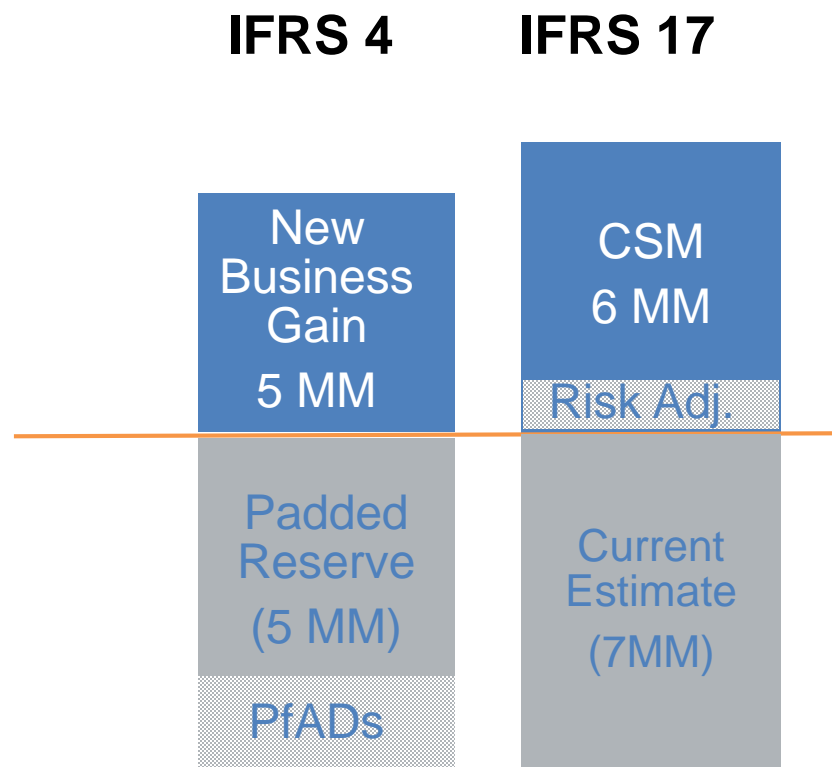 IFRS 4 IFRS 17
New
Business
Gain
5 MM
CSM
6 MM
Risk Adj.
Padded
Reserve
(5 MM)
PfADs
Current
Estimate
(7MM)